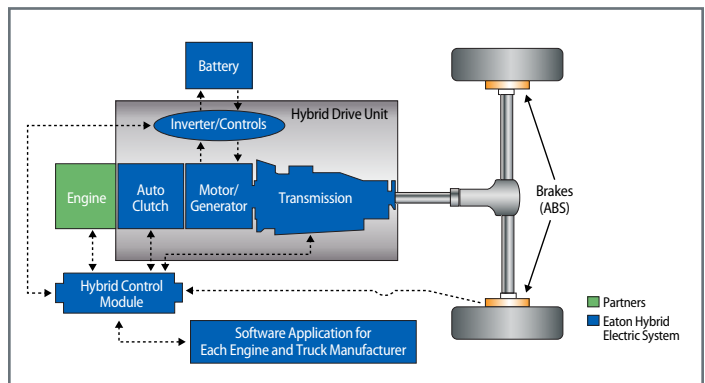 Battery
Hybrid Drive Unit
Inverter/Controls
Engine
Auto
Clutch
Motor/
Generator
Transmission
Brakes
(ABS)
Hybrid Control
Module
Software Application for
Each Engine and Truck Manufacturer
Partners
Eaton Hybrid
Electric System